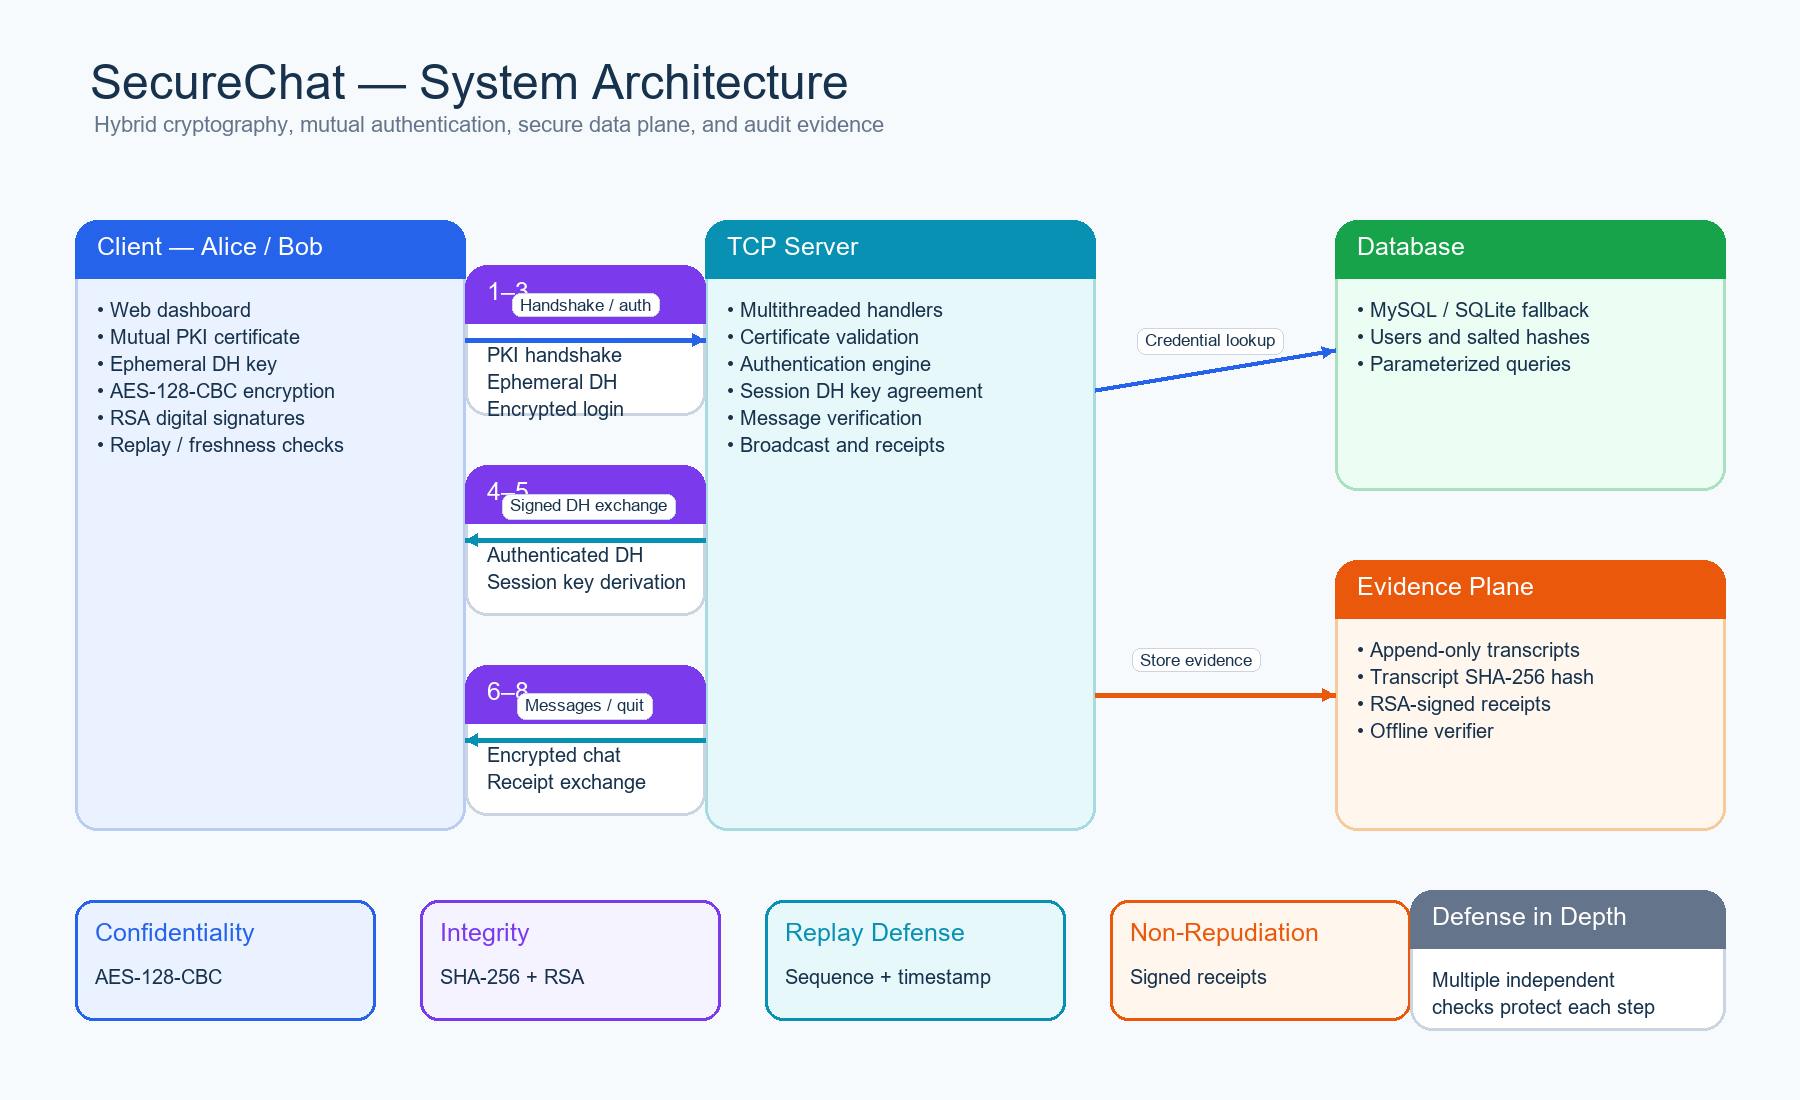 SecureChat — System Architecture
Hybrid cryptography, mutual authentication, secure data plane, and audit evidence
Client — Alice / Bob
• Web dashboard
• Mutual PKI certificate
• Ephemeral DH key
• AES-128-CBC encryption
• RSA digital signatures
• Replay / freshness checks
1–3
Handshake / auth
PKI handshake
Ephemeral DH
Encrypted login
4–5
Signed DH exchange
Authenticated DH
Session key derivation
6–8
Messages / quit
Encrypted chat
Receipt exchange
TCP Server
• Multithreaded handlers
• Certificate validation
• Authentication engine
• Session DH key agreement
• Message verification
• Broadcast and receipts
Credential lookup
Store evidence
Database
• MySQL / SQLite fallback
• Users and salted hashes
• Parameterized queries
Evidence Plane
• Append-only transcripts
• Transcript SHA-256 hash
• RSA-signed receipts
• Offline verifier
Confidentiality
AES-128-CBC
Integrity
SHA-256 + RSA
Replay Defense
Sequence + timestamp
Non-Repudiation
Signed receipts
Defense in Depth
Multiple independent
checks protect each step